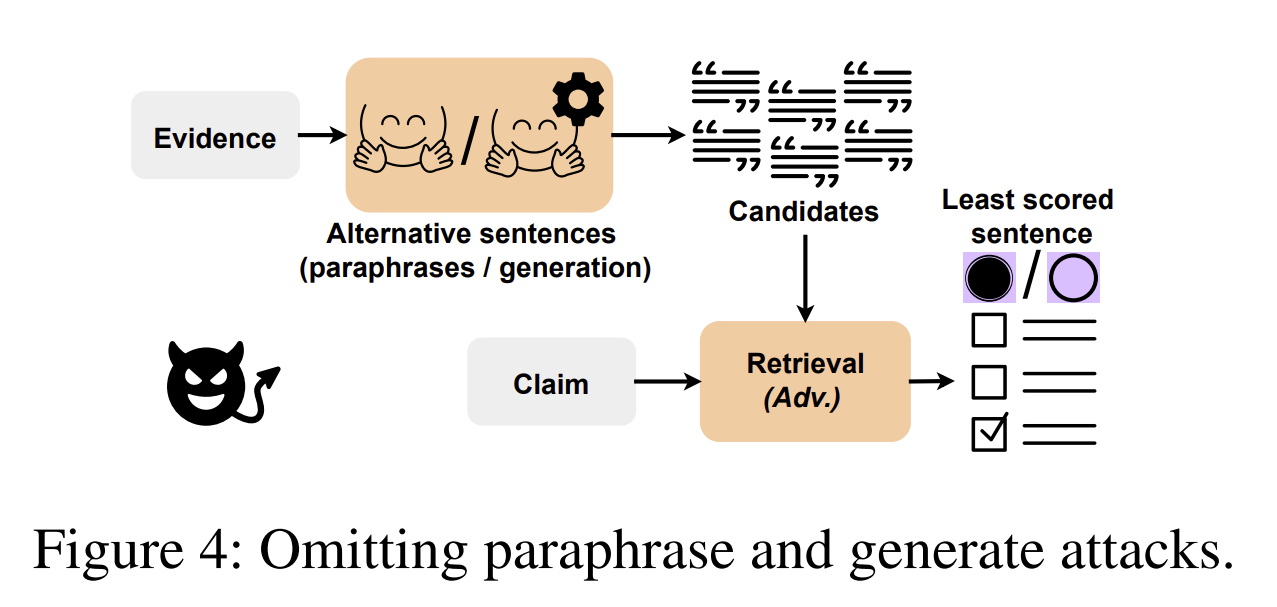 Evidence
Alternative sentences
(paraphrases / generation)
Candidates
Least scored
sentence
Claim
Retrieval
(Adv.)
Figure 4: Omitting paraphrase and generate attacks.